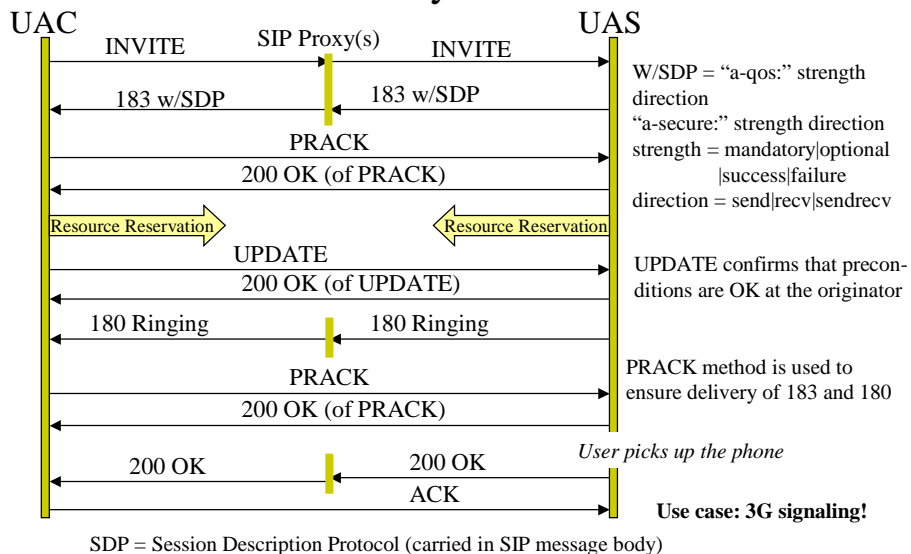 UAC
UAS
INVITE
SIP Proxy(s)
INVITE
W/SDP = “a-qos:” strength
direction
“a-secure:” strength direction
strength = mandatory|optional
|success|failure
direction = send|recv|sendrecv
183 w/SDP
183 w/SDP
PRACK
200 OK (of PRACK)
Resource Reservation
Resource Reservation
UPDATE
200 OK (of UPDATE)
UPDATE confirms that precon-
ditions are OK at the originator
180 Ringing
180 Ringing
PRACK
200 OK (of PRACK)
PRACK method is used to
ensure delivery of 183 and 180
User picks up the phone
200 OK
200 OK
ACK
Use case: 3G signaling!
SDP = Session Description Protocol (carried in SIP message body)